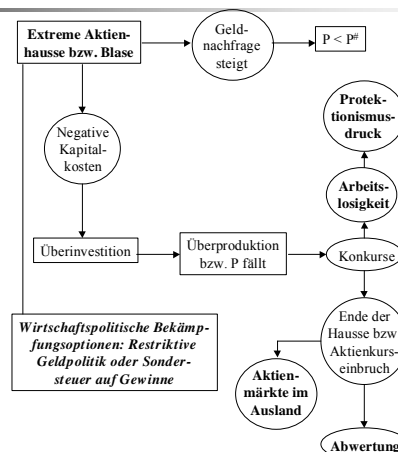 Extreme Aktien-
hausse bzw. Blase
Geld-
nachfrage
steigt
P < P#
Negative
Kapital-
kosten
Protek-
tionismus-
druck
Arbeits-
losigkeit
Überinvestition
Überproduktion
bzw. P fällt
Konkurse
Wirtschaftspolitische Bekämp-
fungsoptionen: Restriktive
Geldpolitik oder Sonder-
steuer auf Gewinne
Ende der
Hausse bzw
Aktienkurs-
einbruch
Aktien-
märkte im
Ausland
Abwertung